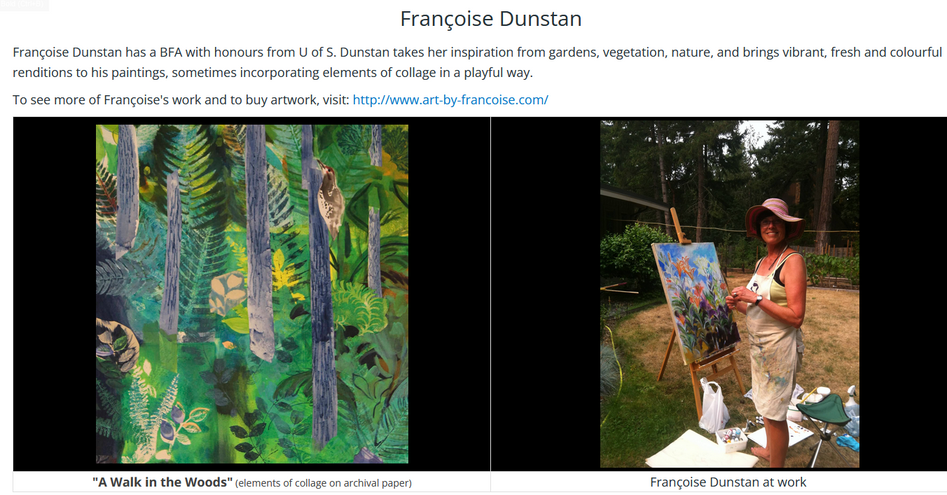 Françoise Dunstan
Françoise Dunstan has a BFA with honours from U of S. Dunstan takes her inspiration from gardens, vegetation, nature, and brings vibrant, fresh and colourful
renditions to his paintings, sometimes incorporating elements of collage in a playful way.
To see more of Françoise's work and to buy artwork, visit: http://www.art-by-francoise.com/
"A Walk in the Woods" (elements of collage on archival paper)
Françoise Dunstan at work